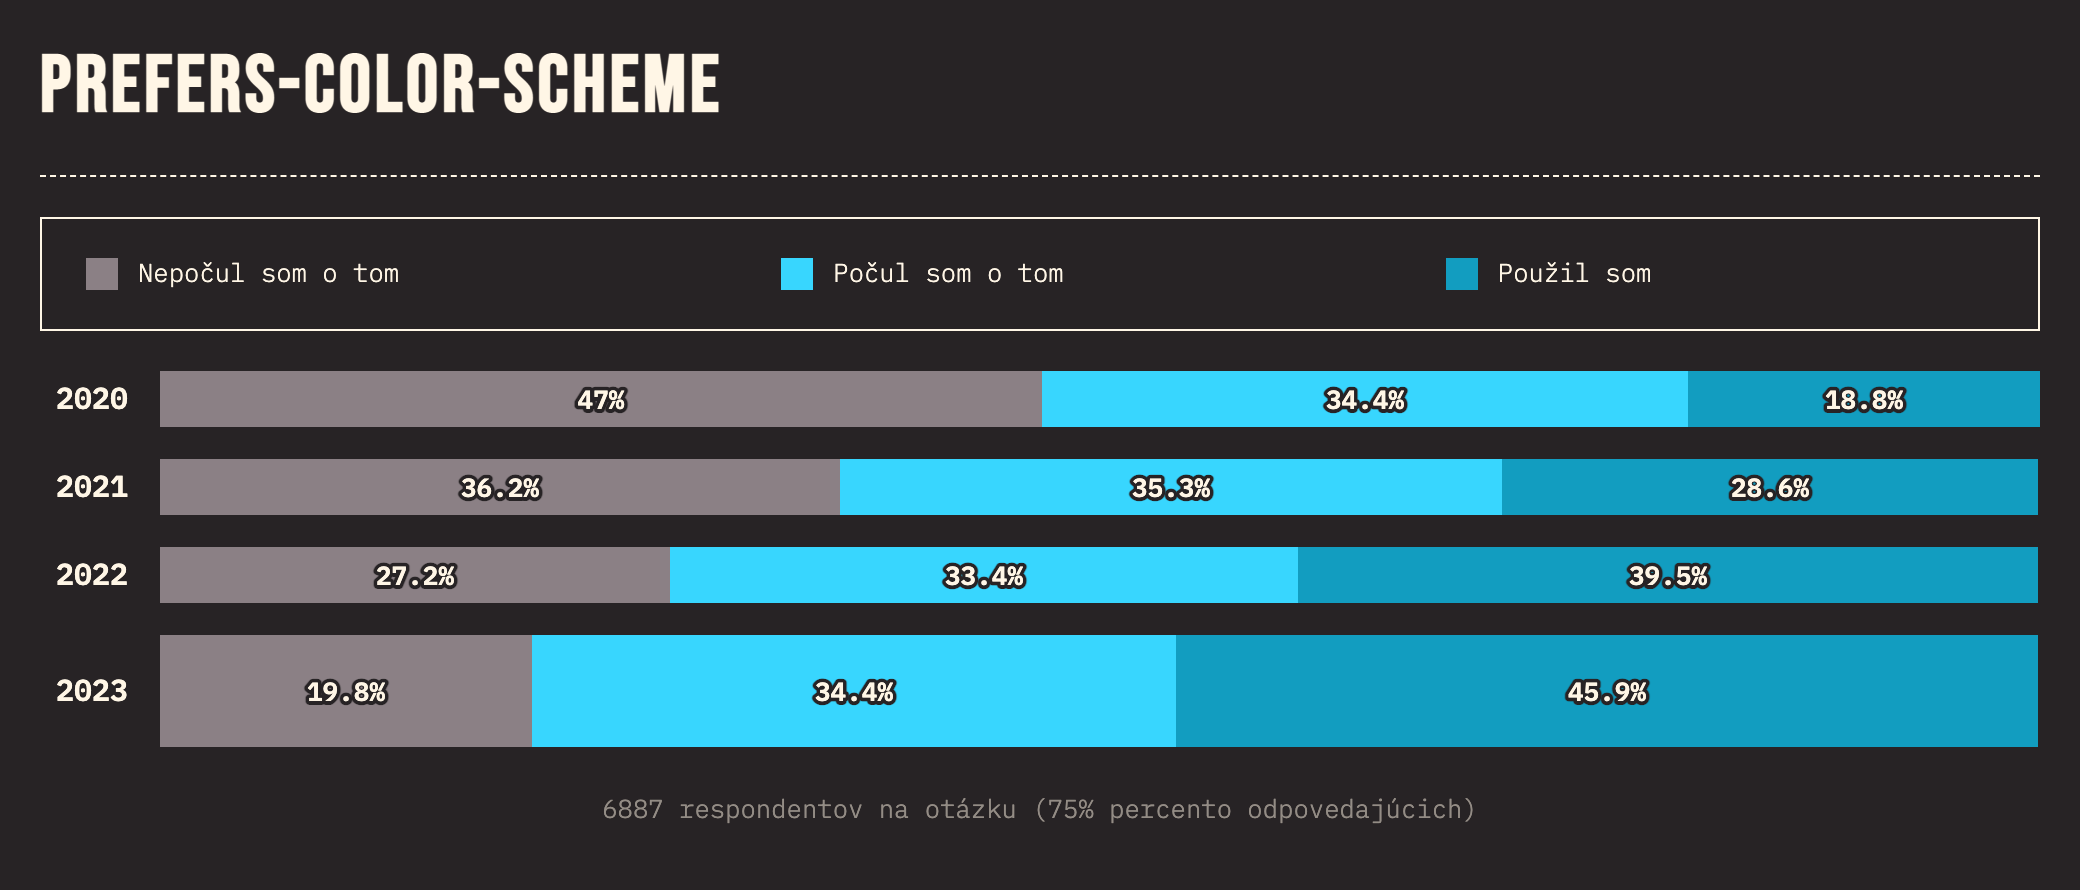 PREFERS-COLOR-SCHEME
Nepočul som o tom Počul som o tom Použil som
2020 47% 34.4% 18.8%
2021 36.2% 35.3% 28.6%
2022 27.2% 33.4% 39.5%
2023 19.8% 34.4% 45.9%
6887 respondentov na otázku (75% percento odpovedajúcich)